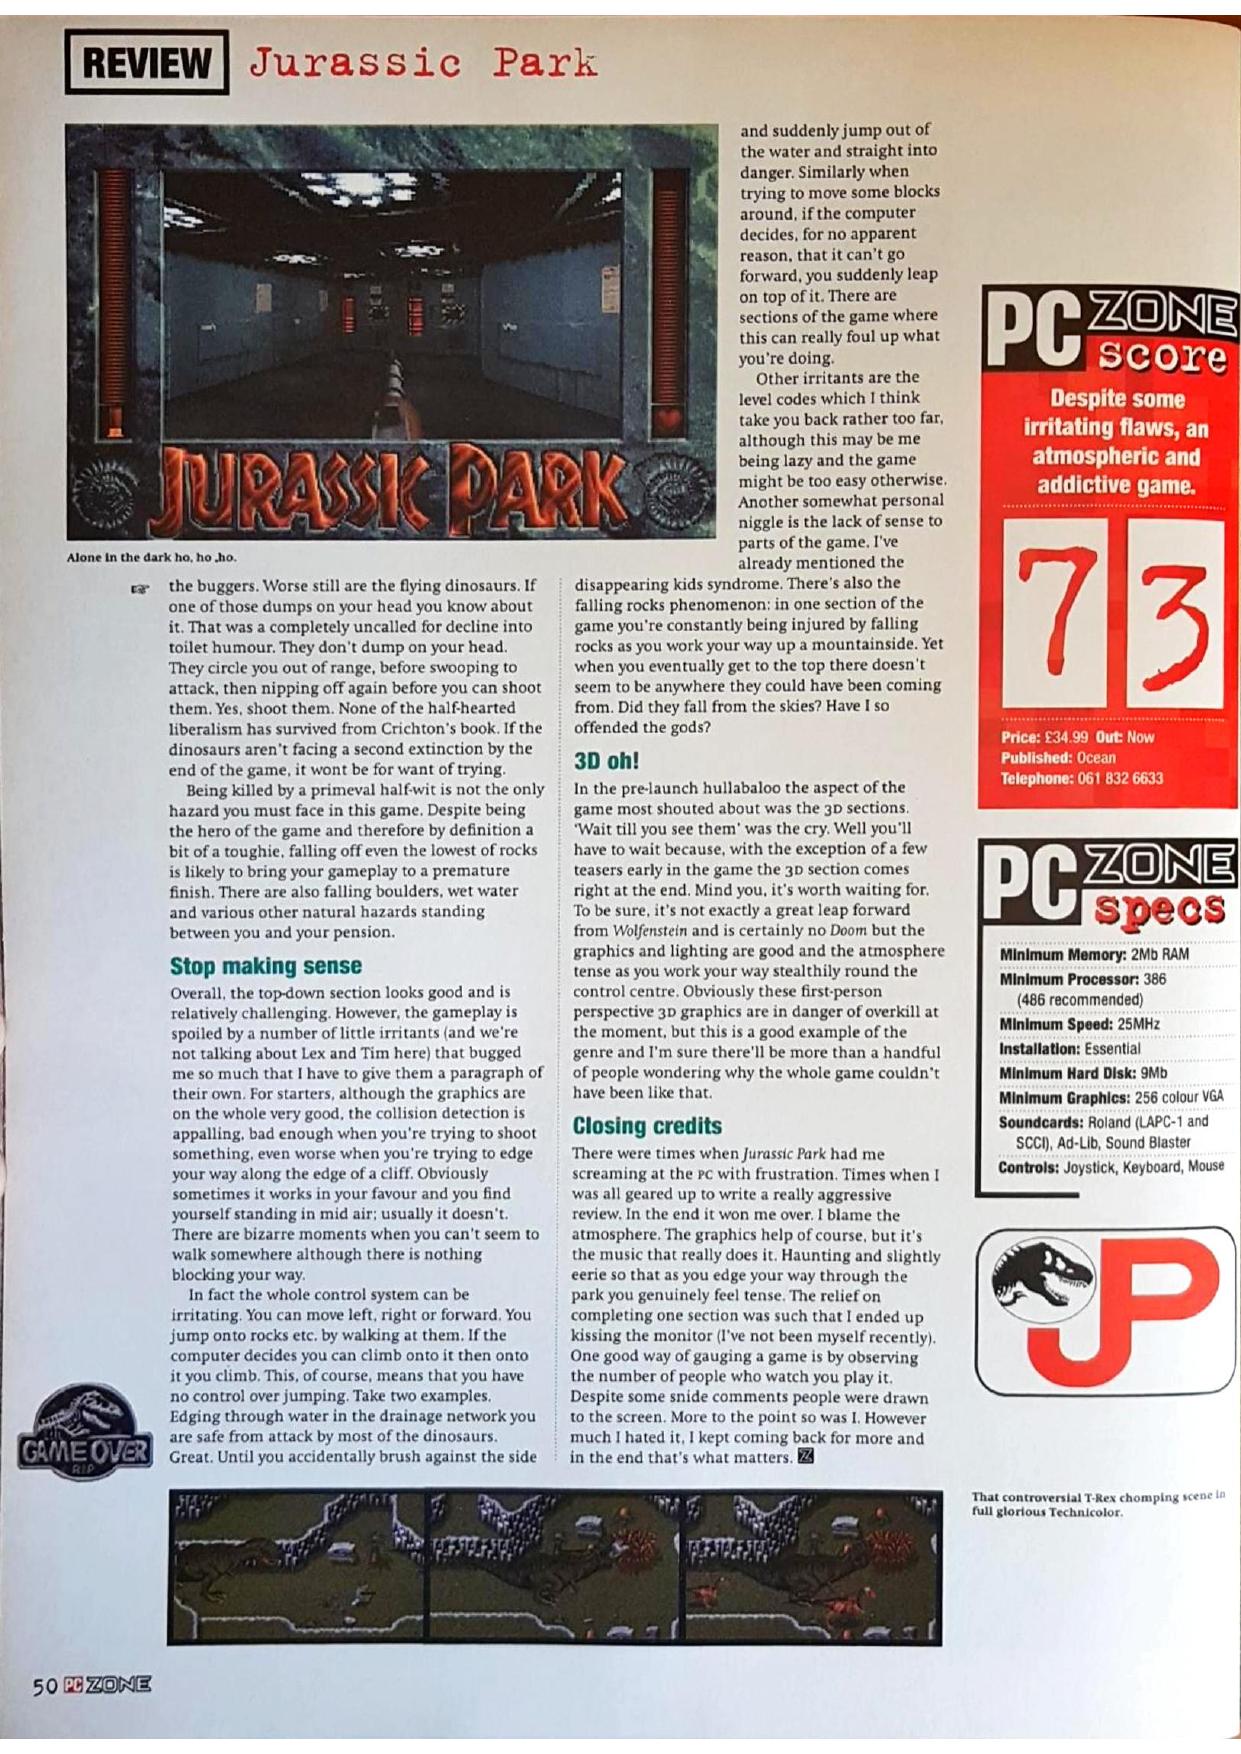 REVIEW Jurassic Park
JURASSIC PARK
Alone in the dark ho, ho ,ho.
the buggers. Worse still are the flying dinosaurs. If
one of those dumps on your head you know about
it. That was a completely uncalled for decline into
toilet humour. They don't dump on your head.
They circle you out of range, before swooping to
attack, then nipping off again before you can shoot
them. Yes, shoot them. None of the half-hearted
liberalism has survived from Crichton's book. If the
dinosaurs aren't facing a second extinction by the
end of the game, it wont be for want of trying.
Being killed by a primeval half-wit is not the only
hazard you must face in this game. Despite being
the hero of the game and therefore by definition a
bit of a toughie, falling off even the lowest of rocks
is likely to bring your gameplay to a premature
finish. There are also falling boulders, wet water
and various other natural hazards standing
between you and your pension.
Stop making sense
Overall, the top-down section looks good and is
relatively challenging. However, the gameplay is
spoiled by a number of little irritants (and we're
not talking about Lex and Tim here) that bugged
me so much that I have to give them a paragraph of
their own. For starters, although the graphics are
on the whole very good, the collision detection is
appalling, bad enough when you're trying to shoot
something, even worse when you're trying to edge
your way along the edge of a cliff. Obviously
sometimes it works in your favour and you find
yourself standing in mid air; usually it doesn't.
There are bizarre moments when you can't seem to
walk somewhere although there is nothing
blocking your way.
In fact the whole control system can be
irritating. You can move left, right or forward. You
jump onto rocks etc. by walking at them. If the
computer decides you can climb onto it then onto
it you climb. This, of course, means that you have
no control over jumping. Take two examples.
Edging through water in the drainage network you
are safe from attack by most of the dinosaurs.
Great. Until you accidentally brush against the side
and suddenly jump out of
the water and straight into
danger. Similarly when
trying to move some blocks
around, if the computer
decides, for no apparent
reason, that it can't go
forward, you suddenly leap
on top of it. There are
sections of the game where
this can really foul up what
you're doing.
Other irritants are the
level codes which I think
take you back rather too far,
although this may be me
being lazy and the game
might be too easy otherwise.
Another somewhat personal
niggle is the lack of sense to
parts of the game. I've
already mentioned the
disappearing kids syndrome. There's also the
falling rocks phenomenon: in one section of the
game you're constantly being injured by falling
rocks as you work your way up a mountainside. Yet
when you eventually get to the top there doesn't
seem to be anywhere they could have been coming
from. Did they fall from the skies? Have I so
offended the gods?
3D oh!
In the pre-launch hullabaloo the aspect of the
game most shouted about was the 3D sections.
'Wait till you see them' was the cry. Well you'll
have to wait because, with the exception of a few
teasers early in the game the 3D section comes
right at the end. Mind you, it's worth waiting for.
To be sure, it's not exactly a great leap forward
from Wolfenstein and is certainly no Doom but the
graphics and lighting are good and the atmosphere
tense as you work your way stealthily round the
control centre. Obviously these first-person
perspective 3D graphics are in danger of overkill at
the moment, but this is a good example of the
genre and I'm sure there'll be more than a handful
of people wondering why the whole game couldn't
have been like that.
Closing credits
There were times when Jurassic Park had me
screaming at the PC with frustration. Times when I
was all geared up to write a really aggressive
review. In the end it won me over. I blame the
atmosphere. The graphics help of course, but it's
the music that really does it. Haunting and slightly
eerie so that as you edge your way through the
park you genuinely feel tense. The relief on
completing one section was such that I ended up
kissing the monitor (I've not been myself recently).
One good way of gauging a game is by observing
the number of people who watch you play it.
Despite some snide comments people were drawn
to the screen. More to the point so was I. However
much I hated it, I kept coming back for more and
in the end that's what matters. Z
PC ZONE
score
Despite some
irritating flaws, an
atmospheric and
addictive game.
73
Price: £34.99 Out: Now
Published: Ocean
Telephone: 061 832 6633
PC ZONE
specs
Minimum Memory: 2Mb RAM
Minimum Processor: 386
(486 recommended)
Minimum Speed: 25MHz
Installation: Essential
Minimum Hard Disk: 9Mb
Minimum Graphics: 256 colour VGA
Soundcards: Roland (LAPC-1 and
SCCI), Ad-Lib, Sound Blaster
Controls: Joystick, Keyboard, Mouse
JP
GAME OVER
RIP
That controversial T-Rex chomping scene in
full glorious Technicolor.
50 PC ZONE